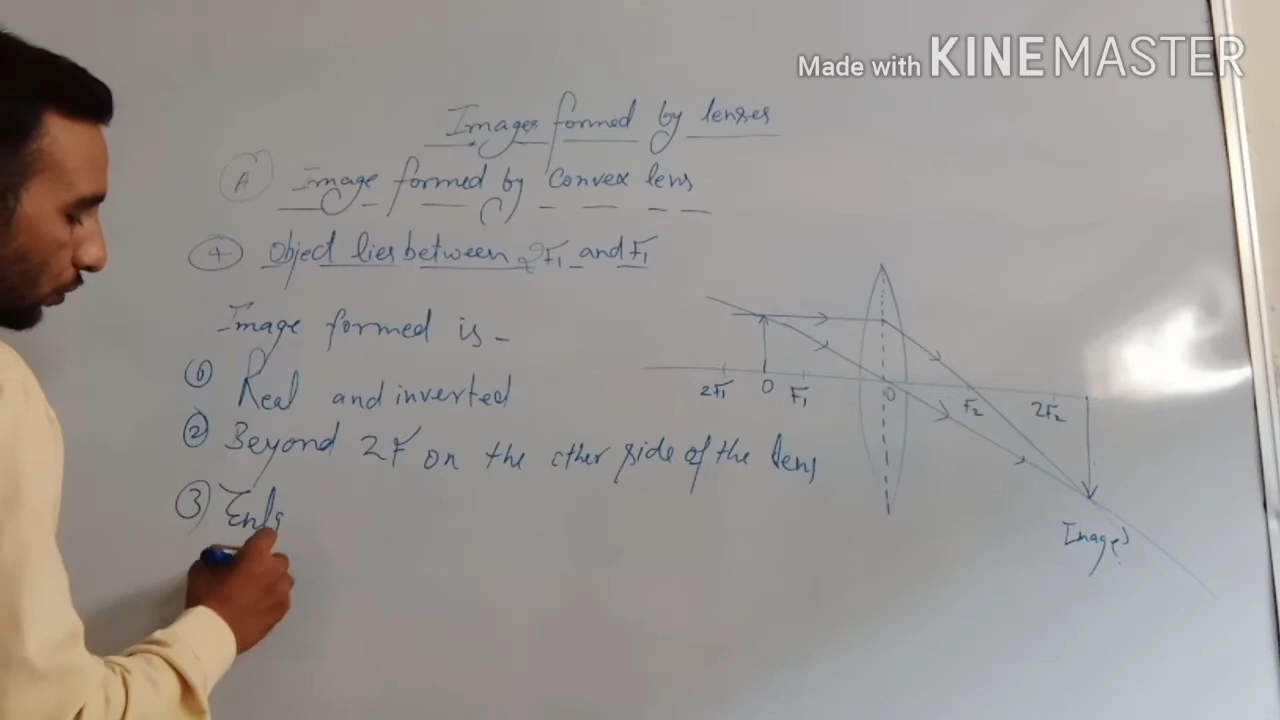 Made with KINEMASTER
Images formed by lenses
A Image formed by Convex lens
4 Object lies between 2F1 and F1
Image formed is -
1 Real and inverted
2 Beyond 2F on the other side of the lens
3 Enla
2F1 O F1 O F2 2F2
Image